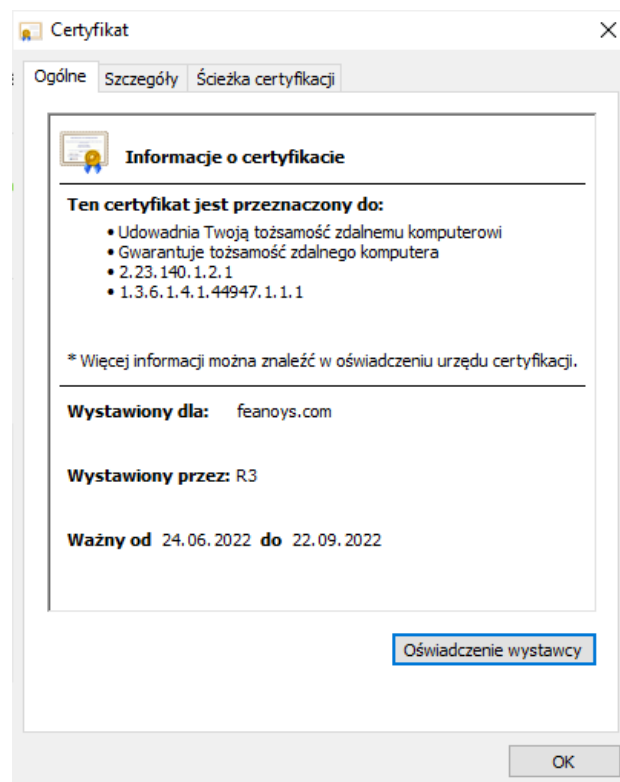 Certyfikat
Ogólne Szczegóły Ścieżka certyfikacji
Informacje o certyfikacie
Ten certyfikat jest przeznaczony do:
• Udowadnia Twoją tożsamość zdalnemu komputerowi
• Gwarantuje tożsamość zdalnego komputera
• 2.23.140.1.2.1
• 1.3.6.1.4.1.44947.1.1.1
* Więcej informacji można znaleźć w oświadczeniu urzędu certyfikacji.
Wystawiony dla: feanoys.com
Wystawiony przez: R3
Ważny od 24.06.2022 do 22.09.2022
Oświadczenie wystawcy
OK